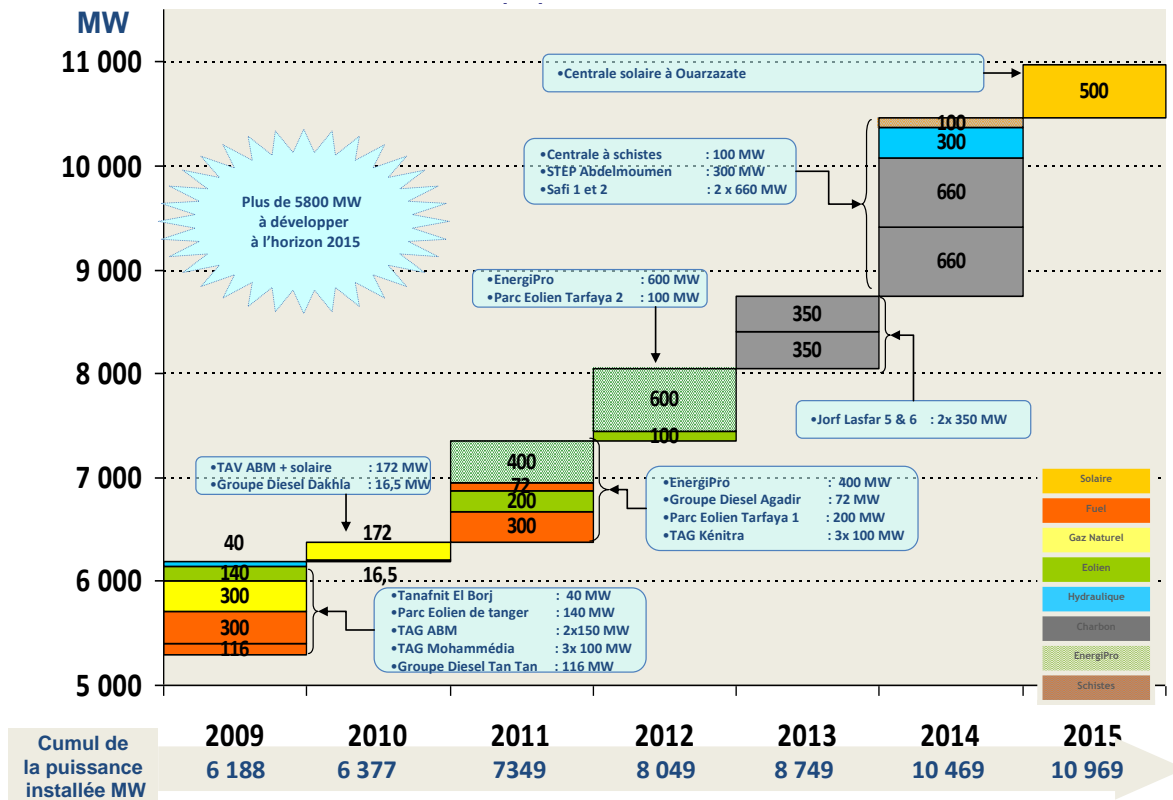 MW
11 000
10 000
9 000
8 000
7 000
6 000
5 000
•Centrale solaire à Ouarzazate
500
100
300
660
660
•Centrale à schistes : 100 MW
•STEP Abdelmoumen : 300 MW
•Safi 1 et 2 : 2 x 660 MW
Plus de 5800 MW
à développer
à l’horizon 2015
•EnergiPro : 600 MW
•Parc Eolien Tarfaya 2 : 100 MW
350
350
600
100
•Jorf Lasfar 5 & 6 : 2x 350 MW
•TAV ABM + solaire : 172 MW
•Groupe Diesel Dakhla : 16,5 MW
400
72
200
300
•EnergiPro : 400 MW
•Groupe Diesel Agadir : 72 MW
•Parc Eolien Tarfaya 1 : 200 MW
•TAG Kénitra : 3x 100 MW
172
16,5
40
140
300
300
116
•Tanafnit El Borj : 40 MW
•Parc Eolien de tanger : 140 MW
•TAG ABM : 2x150 MW
•TAG Mohammédia : 3x 100 MW
•Groupe Diesel Tan Tan : 116 MW
Solaire
Fuel
Gaz Naturel
Eolien
Hydraulique
Charbon
EnergiPro
Schistes
2009 2010 2011 2012 2013 2014 2015
Cumul de
la puissance
installée MW
6 188 6 377 7349 8 049 8 749 10 469 10 969